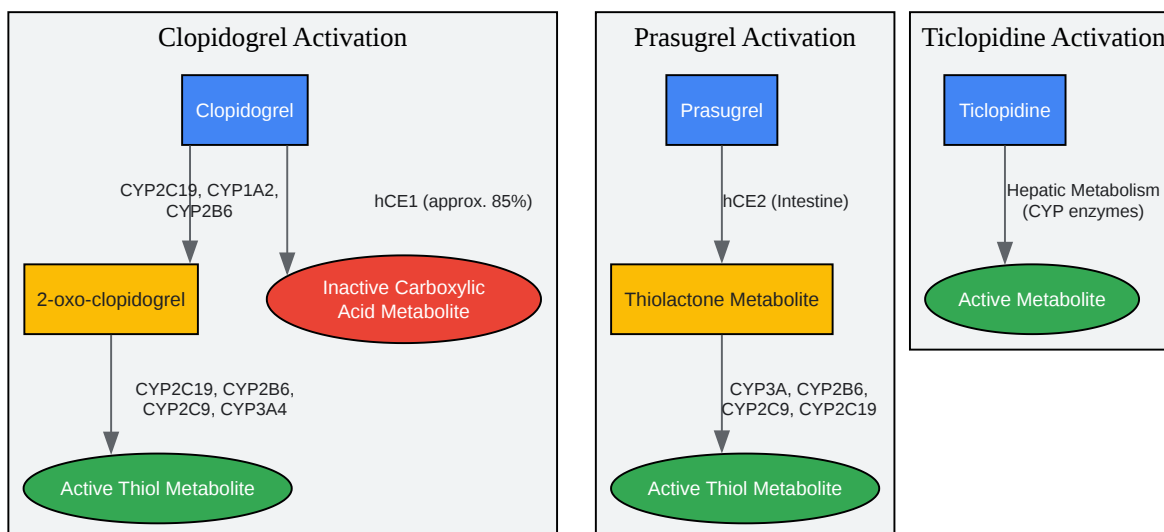 Clopidogrel Activation
Clopidogrel
CYP2C19, CYP1A2,
CYP2B6
hCE1 (approx. 85%)
2-oxo-clopidogrel
Inactive Carboxylic
Acid Metabolite
CYP2C19, CYP2B6,
CYP2C9, CYP3A4
Active Thiol Metabolite
Prasugrel Activation
Prasugrel
hCE2 (Intestine)
Thiolactone Metabolite
CYP3A, CYP2B6,
CYP2C9, CYP2C19
Active Thiol Metabolite
Ticlopidine Activation
Ticlopidine
Hepatic Metabolism
(CYP enzymes)
Active Metabolite